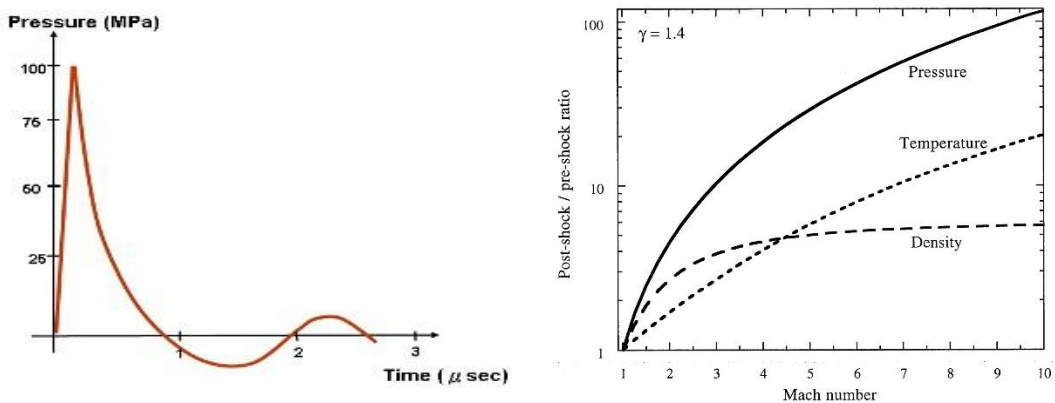 Pressure (MPa)
100
75
50
25
1
2
3
Time ( μ sec)
100
10
1
Post-shock / pre-shock ratio
γ = 1.4
Pressure
Temperature
Density
1 2 3 4 5 6 7 8 9 10
Mach number